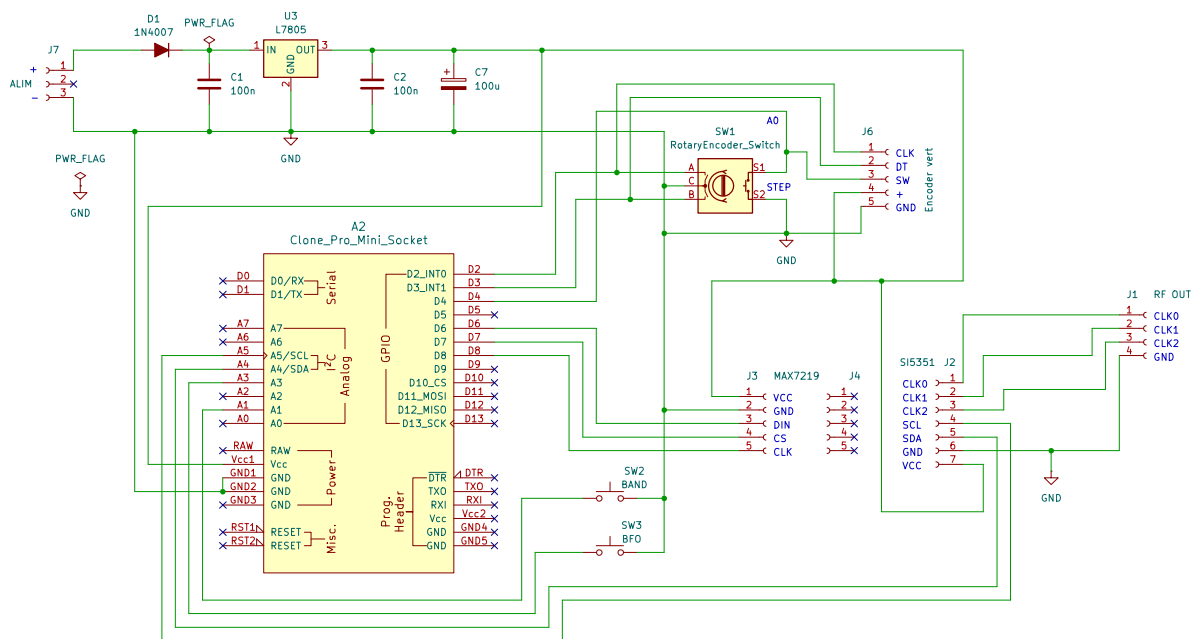 D1
1N4007
PWR_FLAG
U3
L7805
J7
+
ALIM
-
1
2
3
1
IN
OUT
3
GND
2
C1
100n
C2
100n
C7
100u
+
GND
PWR_FLAG
GND
A0
SW1
RotaryEncoder_Switch
A
C
B
S1
S2
STEP
GND
J6
1
CLK
2
DT
3
SW
4
+
5
GND
Encoder vert
A2
Clone_Pro_Mini_Socket
D0
D0/RX
D1
D1/TX
Serial
A7
A7
A6
A6
A5
A5/SCL
A4
A4/SDA
I²C
A3
A3
A2
A2
A1
A1
A0
A0
Analog
RAW
RAW
Vcc1
Vcc
GND1
GND
GND2
GND
GND3
GND
Power
RST1
RESET
RST2
RESET
Misc.
GPIO
D2_INT0
D2
D3_INT1
D3
D4
D4
D5
D5
D6
D6
D7
D7
D8
D8
D9
D9
D10_CS
D10
D11_MOSI
D11
D12_MISO
D12
D13_SCK
D13
Prog.
Header
DTR
DTR
TXO
TXO
RXI
RXI
Vcc
Vcc2
GND
GND4
GND
GND5
SW2
BAND
SW3
BFO
J3
MAX7219
J4
1
VCC
2
GND
3
DIN
4
CS
5
CLK
1
2
3
4
5
SI5351
J2
CLK0
1
CLK1
2
CLK2
3
SCL
4
SDA
5
GND
6
VCC
7
GND
J1
RF OUT
1
CLK0
2
CLK1
3
CLK2
4
GND